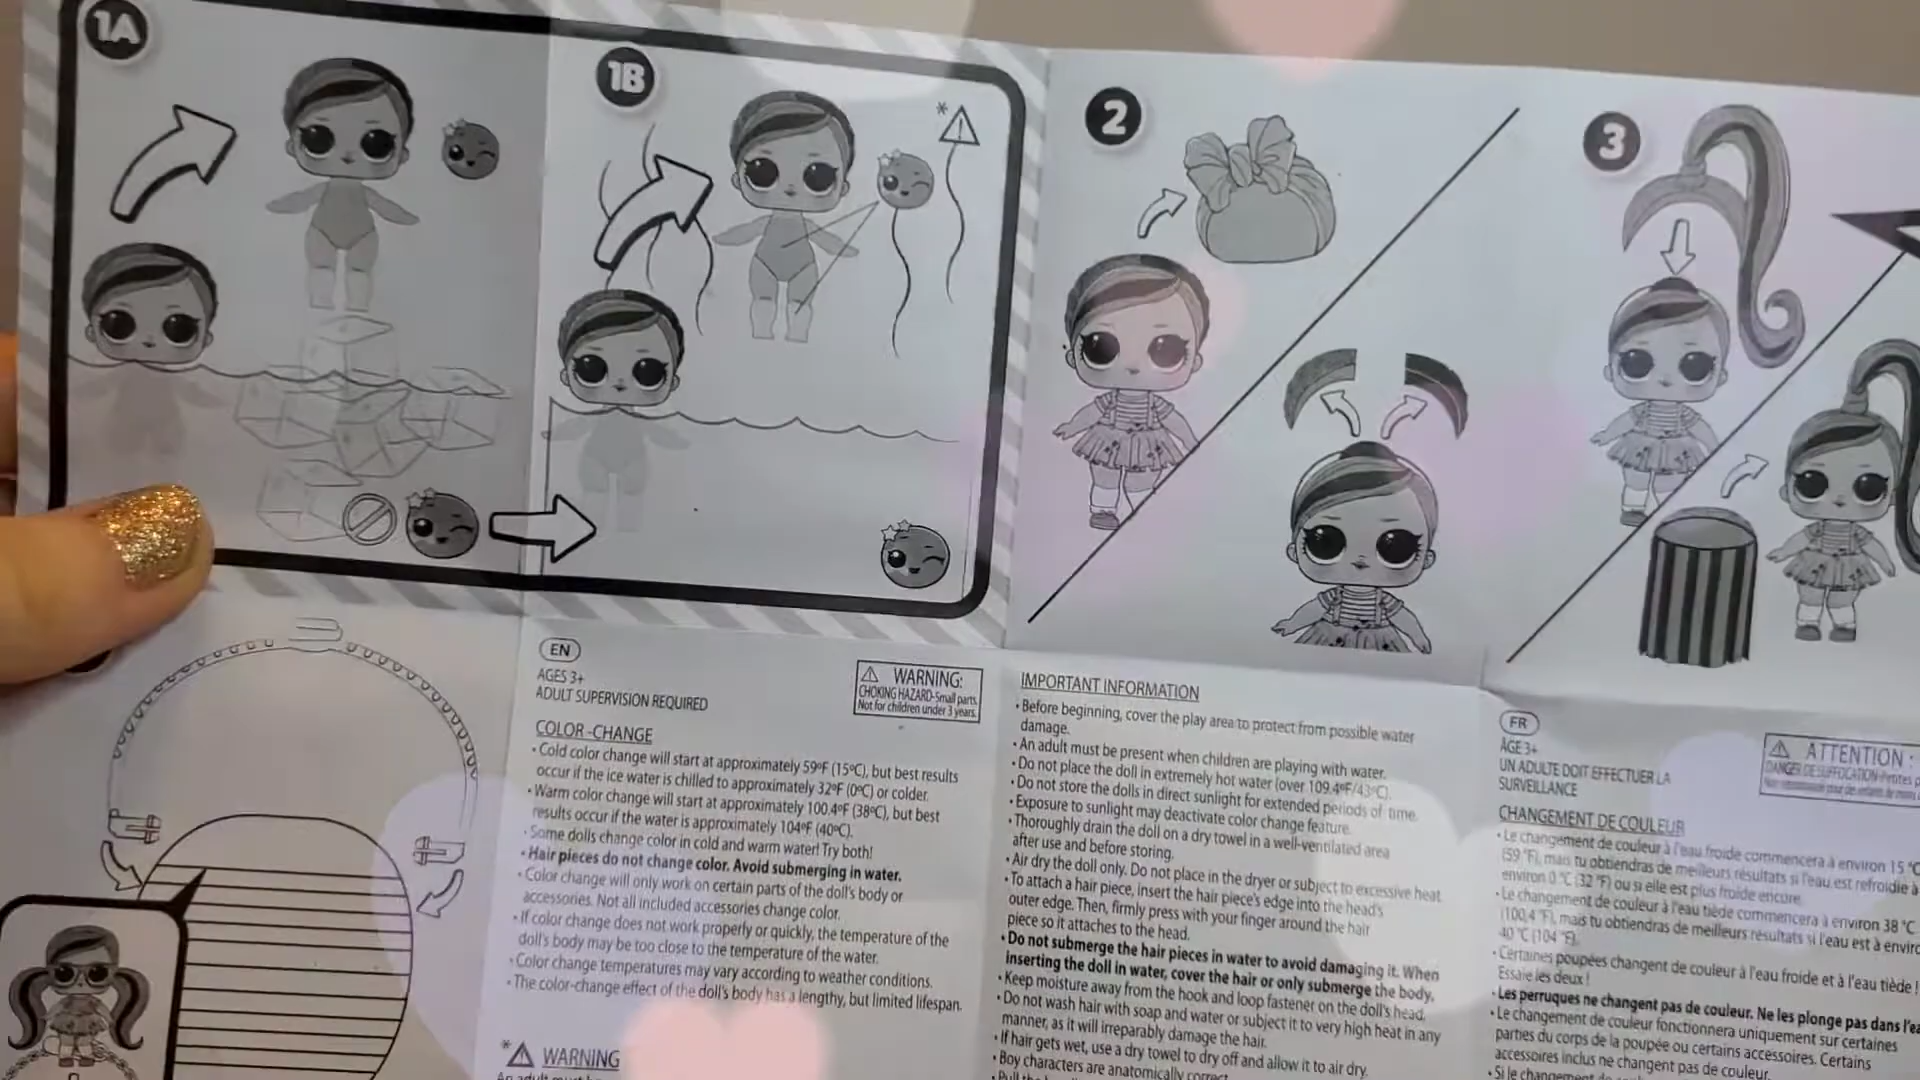 1A
1B
*
2
3
EN
AGES 3+
ADULT SUPERVISION REQUIRED
WARNING:
CHOKING HAZARD-Small parts.
Not for children under 3 years.
COLOR -CHANGE
• Cold color change will start at approximately 59ºF (15ºC), but best results
occur if the ice water is chilled to approximately 32ºF (0ºC) or colder.
• Warm color change will start at approximately 100.4ºF (38ºC), but best
results occur if the water is approximately 104ºF (40ºC).
• Some dolls change color in cold and warm water! Try both!
• Hair pieces do not change color. Avoid submerging in water.
• Color change will only work on certain parts of the doll's body or
accessories. Not all included accessories change color.
• If color change does not work properly or quickly, the temperature of the
doll's body may be too close to the temperature of the water.
• Color change temperatures may vary according to weather conditions.
• The color-change effect of the doll's body has a lengthy, but limited lifespan.
* WARNING
An adult must
IMPORTANT INFORMATION
• Before beginning, cover the play area to protect from possible water
damage.
• An adult must be present when children are playing with water.
• Do not place the doll in extremely hot water (over 109.4ºF/43ºC).
• Do not store the dolls in direct sunlight for extended periods of time.
• Exposure to sunlight may deactivate color change feature.
• Thoroughly drain the doll on a dry towel in a well-ventilated area
after use and before storing.
• Air dry the doll only. Do not place in the dryer or subject to excessive heat.
• To attach a hair piece, insert the hair piece's edge into the head's
outer edge. Then, firmly press with your finger around the hair
piece so it attaches to the head.
• Do not submerge the hair pieces in water to avoid damaging it. When
inserting the doll in water, cover the hair or only submerge the body.
• Keep moisture away from the hook and loop fastener on the doll's head.
• Do not wash hair with soap and water or subject it to very high heat in any
manner, as it will irreparably damage the hair.
• If hair gets wet, use a dry towel to dry off and allow it to air dry.
• Boy characters are anatomically correct.
• Pull the
FR
ÂGE 3+
UN ADULTE DOIT EFFECTUER LA
SURVEILLANCE
ATTENTION :
DANGER DE SUFFOCATION-Petites
CHANGEMENT DE COULEUR
• Le changement de couleur à l'eau froide commencera à environ 15 °C
(59 °F), mais tu obtiendras de meilleurs résultats si l'eau est refroidie à
environ 0 °C (32 °F) ou si elle est plus froide encore.
• Le changement de couleur à l'eau tiède commencera à environ 38 °C
(100,4 °F), mais tu obtiendras de meilleurs résultats si l'eau est à
40 °C (104 °F).
• Certaines poupées changent de couleur à l'eau froide et à l'eau tiède !
Essaie les deux !
• Les perruques ne changent pas de couleur. Ne les plonge pas dans
• Le changement de couleur fonctionnera uniquement sur certaines
parties du corps de la poupée ou certains accessoires. Certains
accessoires inclus ne changent pas de couleur.
• Si le changement